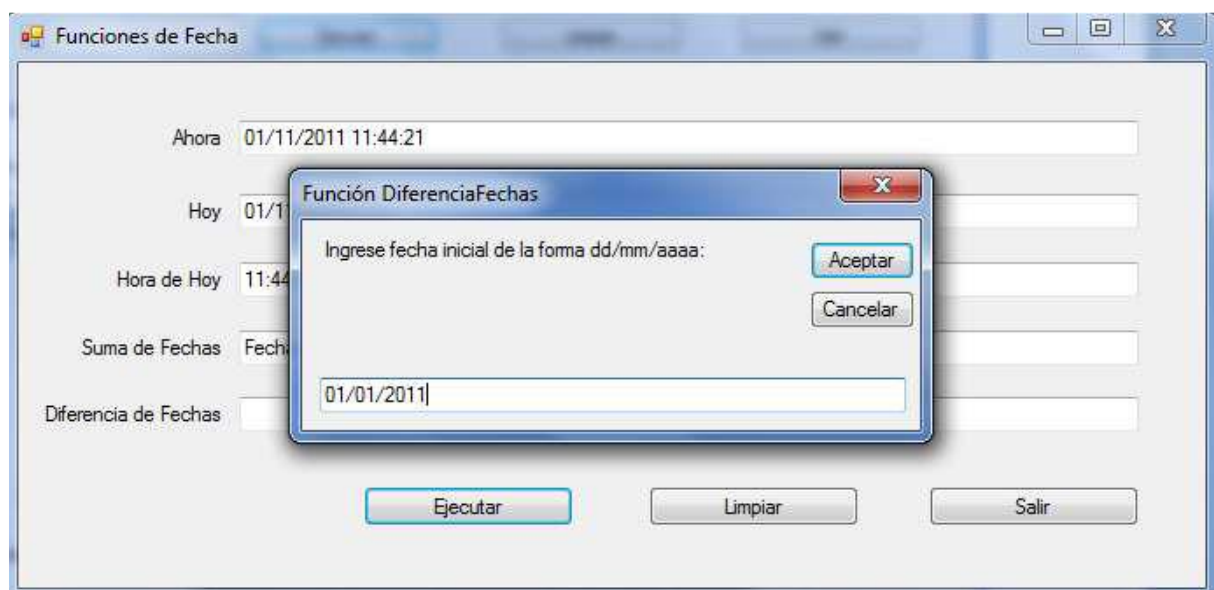 Funciones de Fecha
Ahora 01/11/2011 11:44:21
Función DiferenciaFechas
Hoy 01/1
Ingrese fecha inicial de la forma dd/mm/aaaa:
Aceptar
Hora de Hoy 11:44
Cancelar
Suma de Fechas Fech
01/01/2011
Diferencia de Fechas
Ejecutar Limpiar Salir